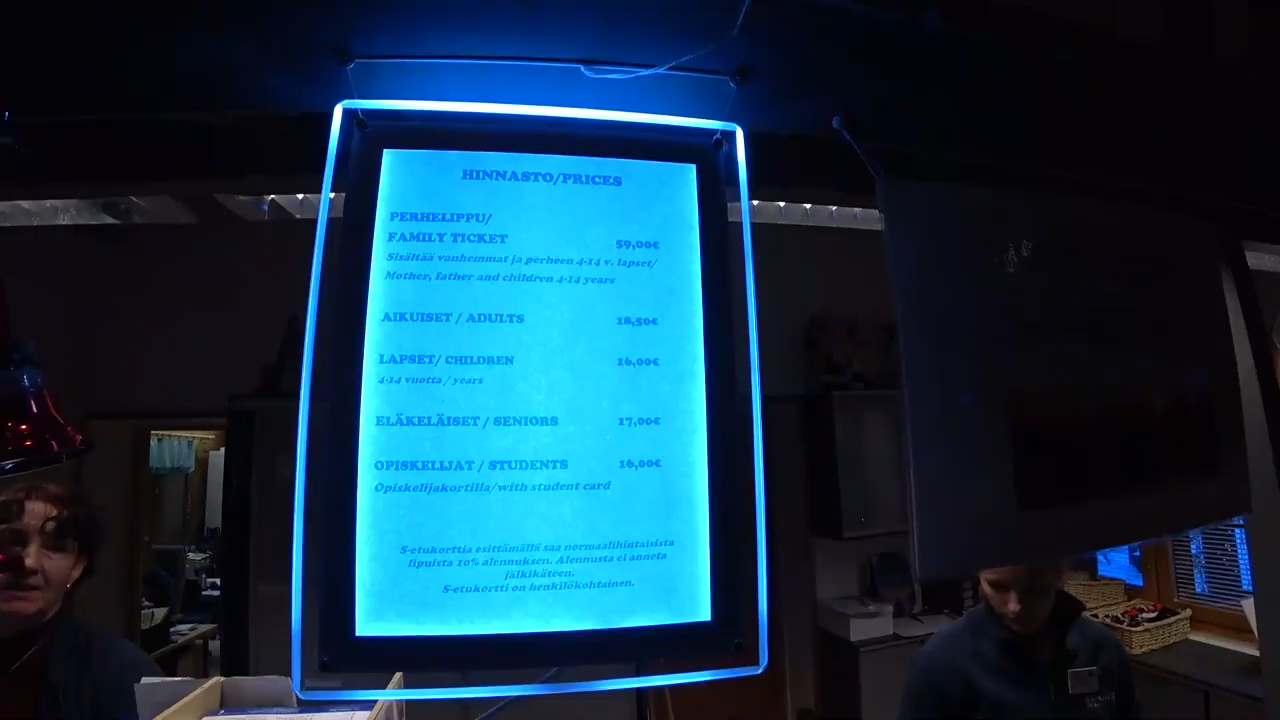 HINNASTO/PRICES
PERHELIPPU/
FAMILY TICKET 59,00€
Sisältää vanhemmat ja perheen 4-14 v. lapset/
Mother, father and children 4-14 years
AIKUISET / ADULTS 18,50€
LAPSET/ CHILDREN 16,00€
4-14 vuotta / years
ELÄKELÄISET / SENIORS 17,00€
OPISKELIJAT / STUDENTS 16,00€
Opiskelijakortilla/with student card
S-etukorttia esittämällä saa normaalihintaisista
lipuista 10% alennuksen. Alennusta ei anneta
jälkikäteen.
S-etukortti on henkilökohtainen.